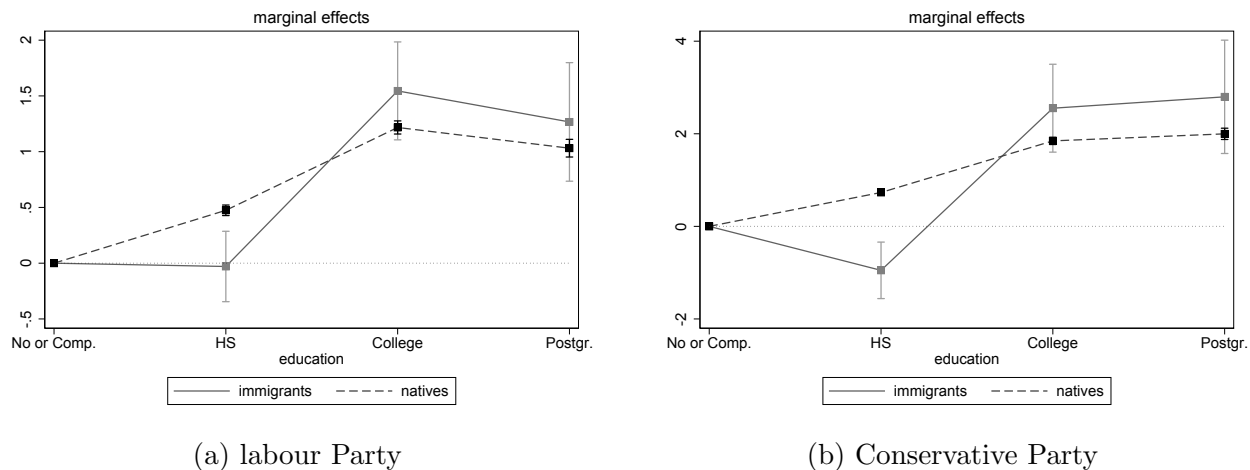 marginal effects
2
1.5
1
.5
0
-.5
No or Comp.
HS
College
Postgr.
education
immigrants
natives
(a) labour Party
marginal effects
4
2
0
-2
No or Comp.
HS
College
Postgr.
education
immigrants
natives
(b) Conservative Party